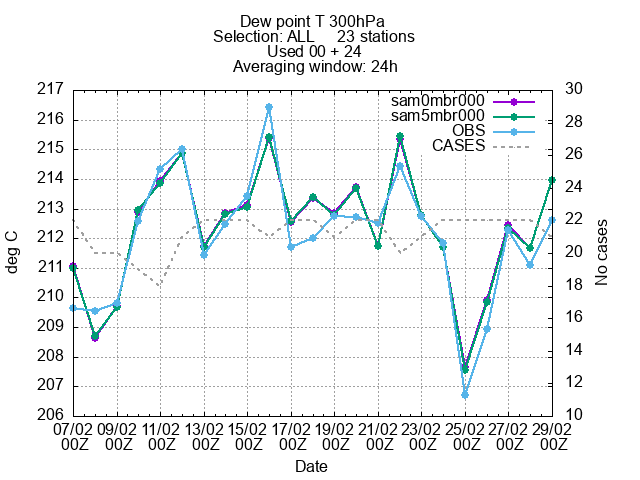 Dew point T 300hPa
Selection: ALL     23 stations
Used 00 + 24
Averaging window: 24h
sam0mbr000
sam5mbr000
OBS
CASES
deg C
217
216
215
214
213
212
211
210
209
208
207
206
No cases
30
28
26
24
22
20
18
16
14
12
10
07/02 09/02 11/02 13/02 15/02 17/02 19/02 21/02 23/02 25/02 27/02 29/02
00Z 00Z 00Z 00Z 00Z 00Z 00Z 00Z 00Z 00Z 00Z 00Z
Date